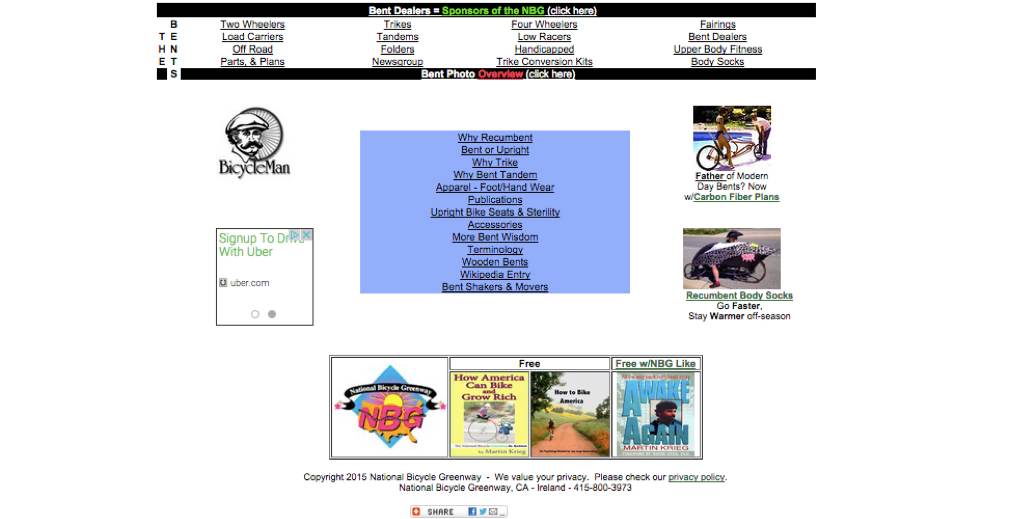 Bent Dealers = Sponsors of the NBG (click here)
THE BENTS
Two Wheelers Trikes Four Wheelers Fairings
Load Carriers Tandems Low Racers Bent Dealers
Off Road Folders Handicapped Upper Body Fitness
Parts, & Plans Newsgroup Trike Conversion Kits Body Socks
Bent Photo Overview (click here)
BicycleMan
Why Recumbent
Bent or Upright
Why Trike
Why Bent Tandem
Apparel - Foot/Hand Wear
Publications
Upright Bike Seats & Sterility
Accessories
More Bent Wisdom
Terminology
Wooden Bents
Wikipedia Entry
Bent Shakers & Movers
Father of Modern
Day Bents? Now
w/Carbon Fiber Plans
Signup To Drive
With Uber
uber.com
Recumbent Body Socks
Go Faster,
Stay Warmer off-season
Free
Free w/NBG Like
National Bicycle Greenway
NBG
How America
Can Bike
and
Grow Rich
by Martin Krieg
How to Bike
America
AWAKE
AGAIN
MARTIN KRIEG
Copyright 2015 National Bicycle Greenway - We value your privacy. Please check our privacy policy.
National Bicycle Greenway, CA - Ireland - 415-800-3973
SHARE